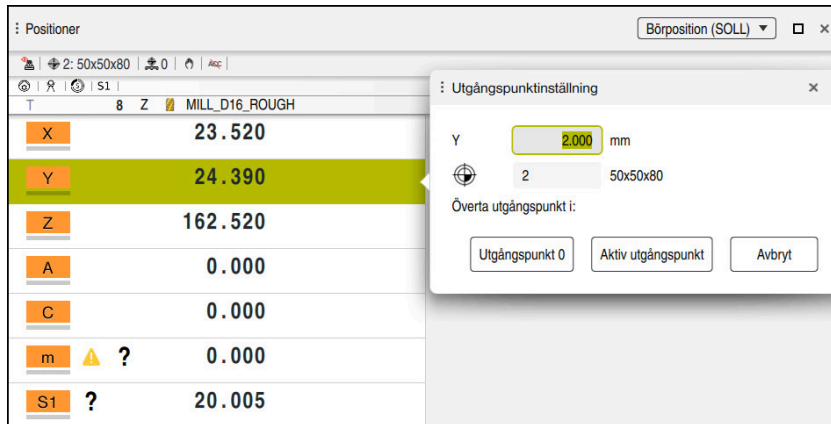 Positioner
Börposition (SOLL)
2: 50x50x80 0 Acc
S1
T 8 Z MILL_D16_ROUGH
X 23.520
Y 24.390
Z 162.520
A 0.000
C 0.000
m ? 0.000
S1 ? 20.005
Utgångspunktinställning
Y 2.000 mm
2 50x50x80
Överta utgångspunkt i:
Utgångspunkt 0 Aktiv utgångspunkt Avbryt